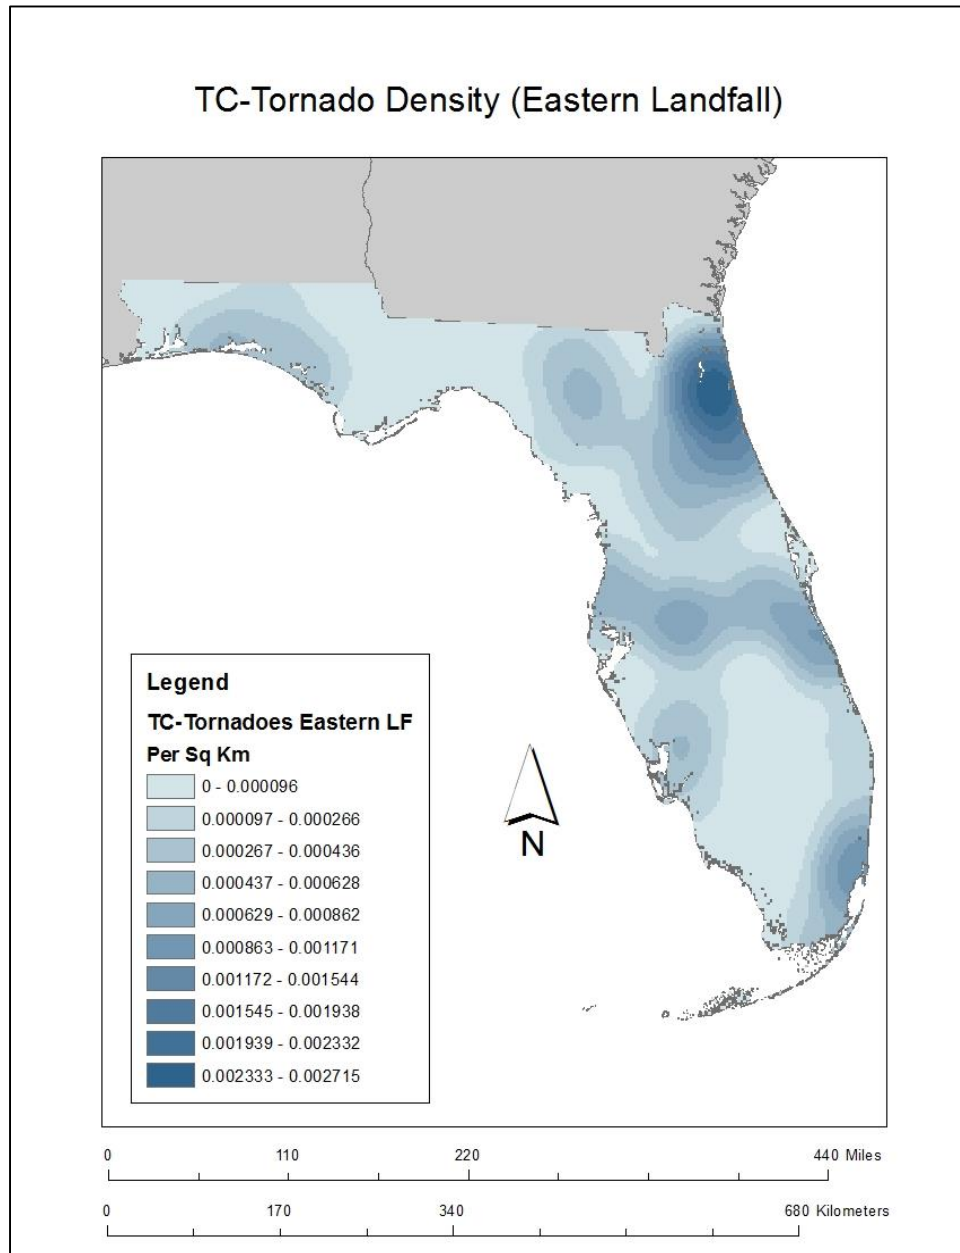 TC-Tornado Density (Eastern Landfall)
Legend
TC-Tornadoes Eastern LF
Per Sq Km
0 - 0.000096
0.000097 - 0.000266
0.000267 - 0.000436
0.000437 - 0.000628
0.000629 - 0.000862
0.000863 - 0.001171
0.001172 - 0.001544
0.001545 - 0.001938
0.001939 - 0.002332
0.002333 - 0.002715
N
0 110 220 440 Miles
0 170 340 680 Kilometers